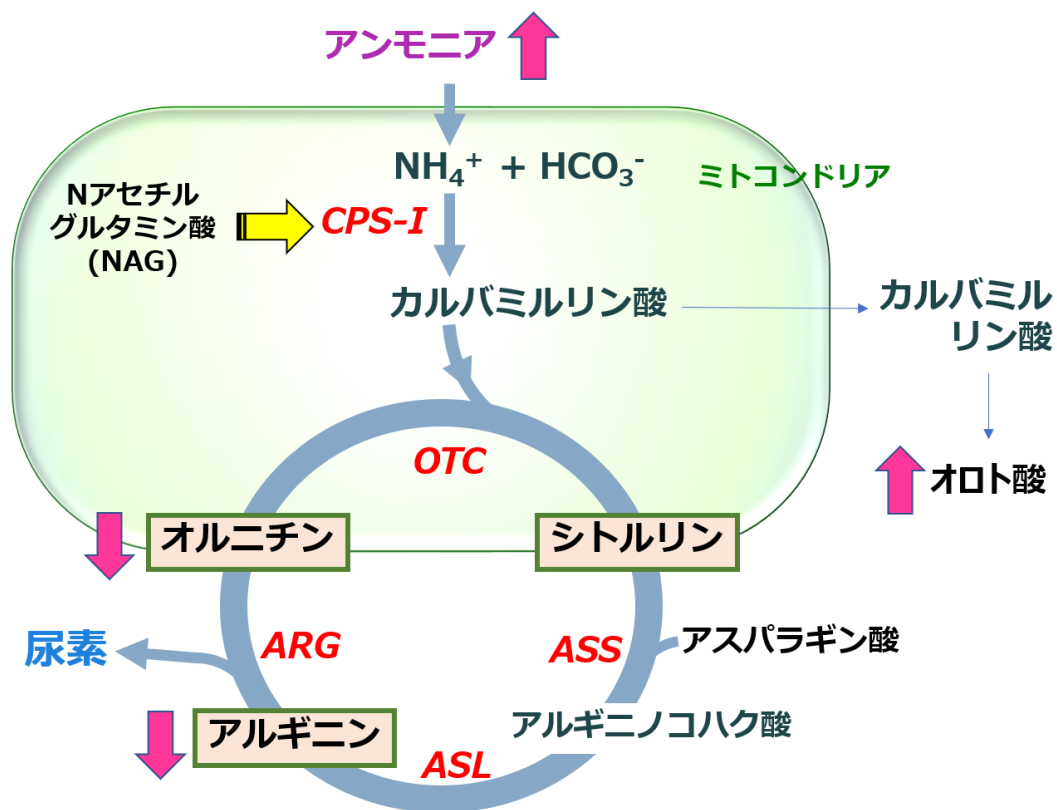 アンモニア
NH₄⁺ + HCO₃⁻
ミトコンドリア
Nアセチル
グルタミン酸
(NAG)
CPS-I
カルバミルリン酸
カルバミル
リン酸
OTC
オロト酸
オルニチン
シトルリン
尿素
ARG
ASS
アスパラギン酸
アルギニン
アルギニノコハク酸
ASL